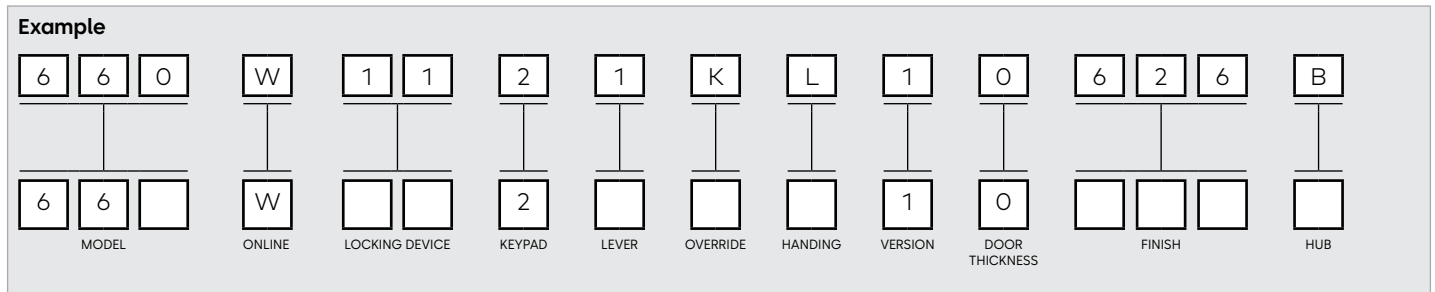 Example
6 6 0 W 1 1 2 1 K L 1 0 6 2 6 B
6 6 W 2 1 0
MODEL ONLINE LOCKING DEVICE KEYPAD LEVER OVERRIDE HANDING VERSION DOOR THICKNESS FINISH HUB